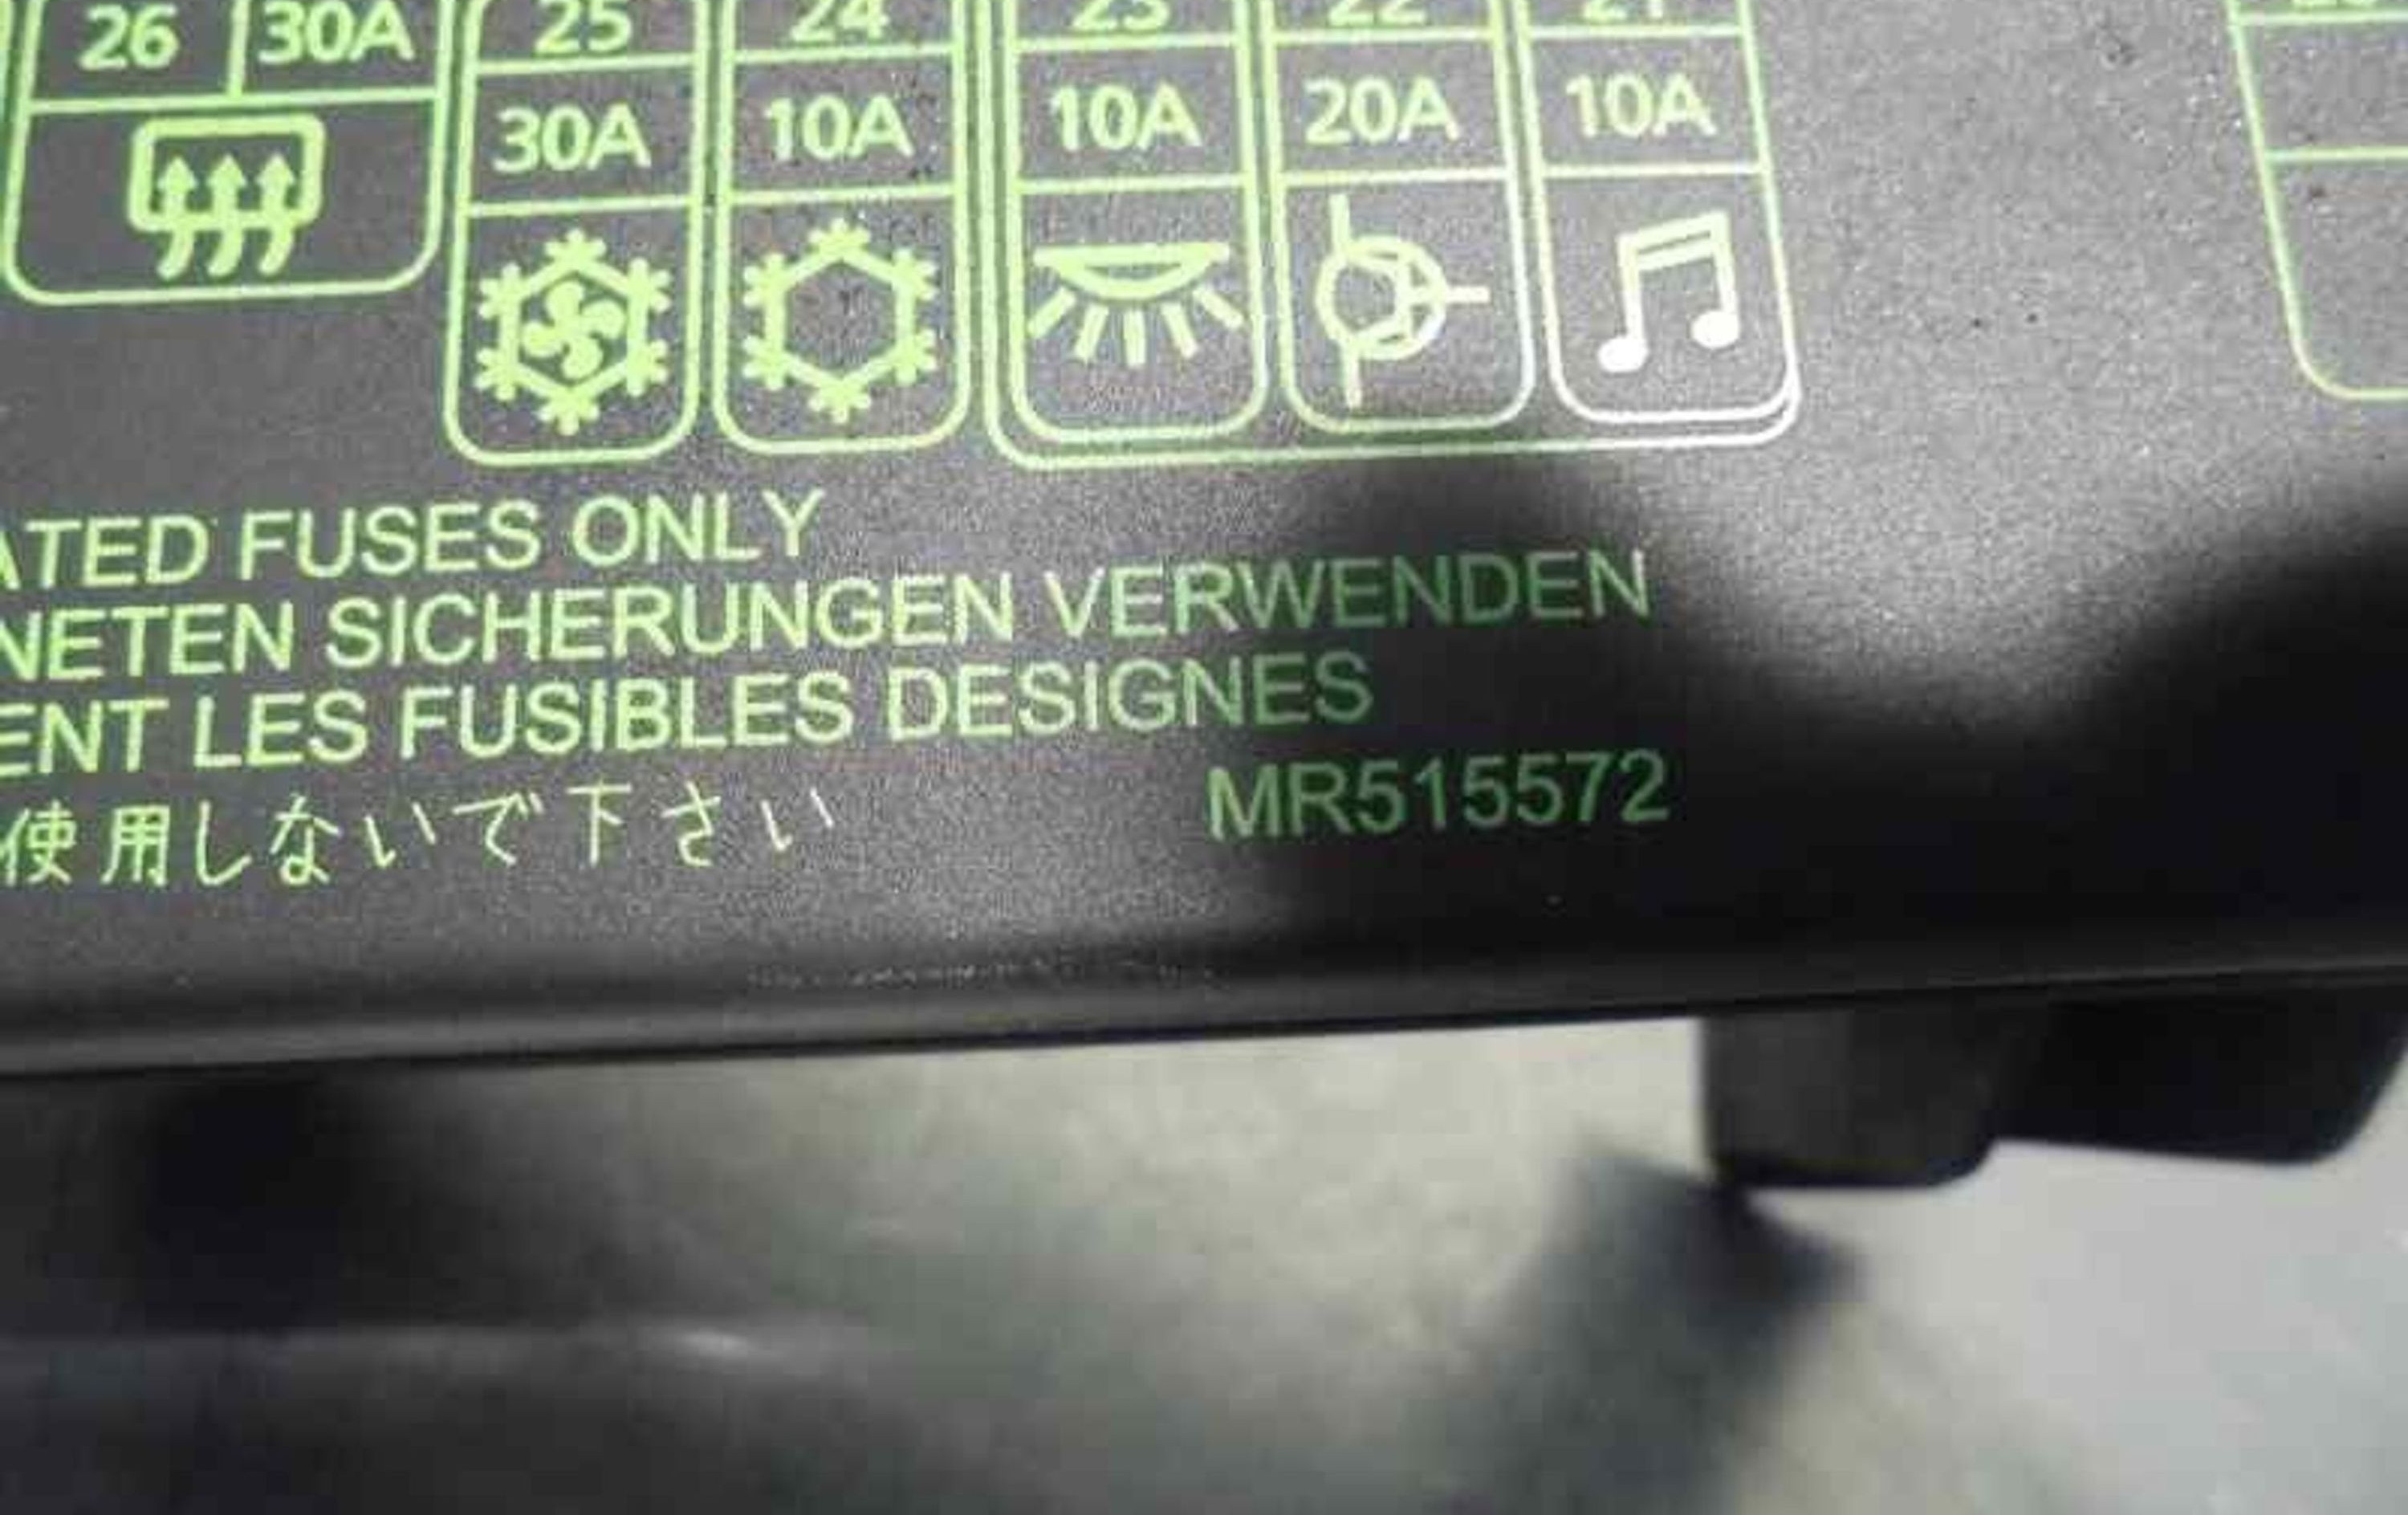 26 30A 25 24 23 22 21
30A 10A 10A 20A 10A
ATED FUSES ONLY
NETEN SICHERUNGEN VERWENDEN
ENT LES FUSIBLES DESIGNES
使用しないで下さい
MR515572